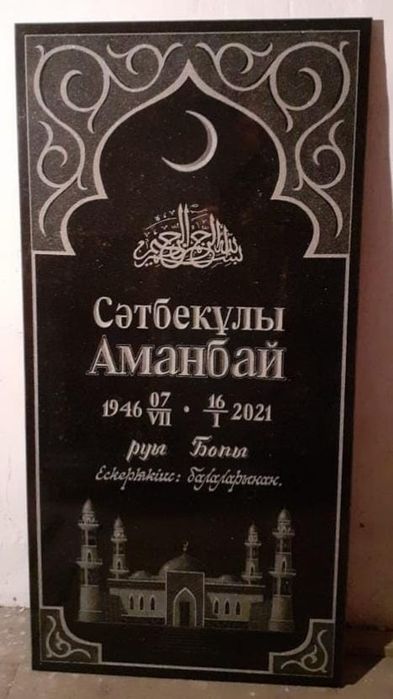 بسم الله الرحمن الرحيم
Сәтбекұлы
Аманбай
1946 07/VII · 16/I 2021
руы Бопы
Ескерткіш: балаларынан.